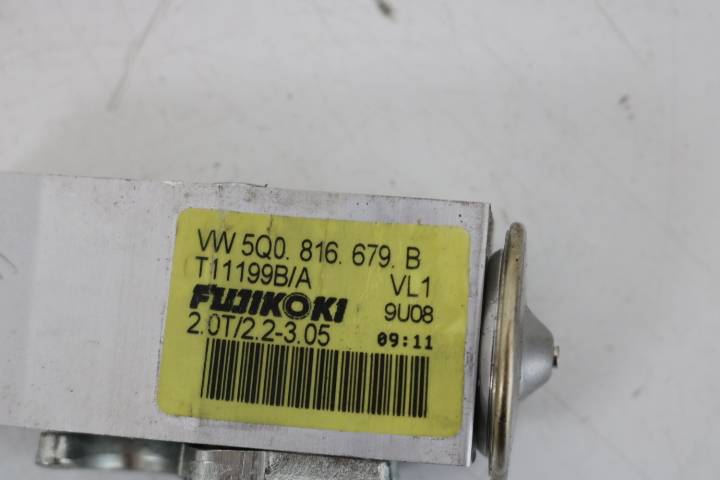 VW 5Q0. 816. 679. B
T11199B/A VL1
FUJIKOKI 9U08
2.0T/2.2-3.05 09:11